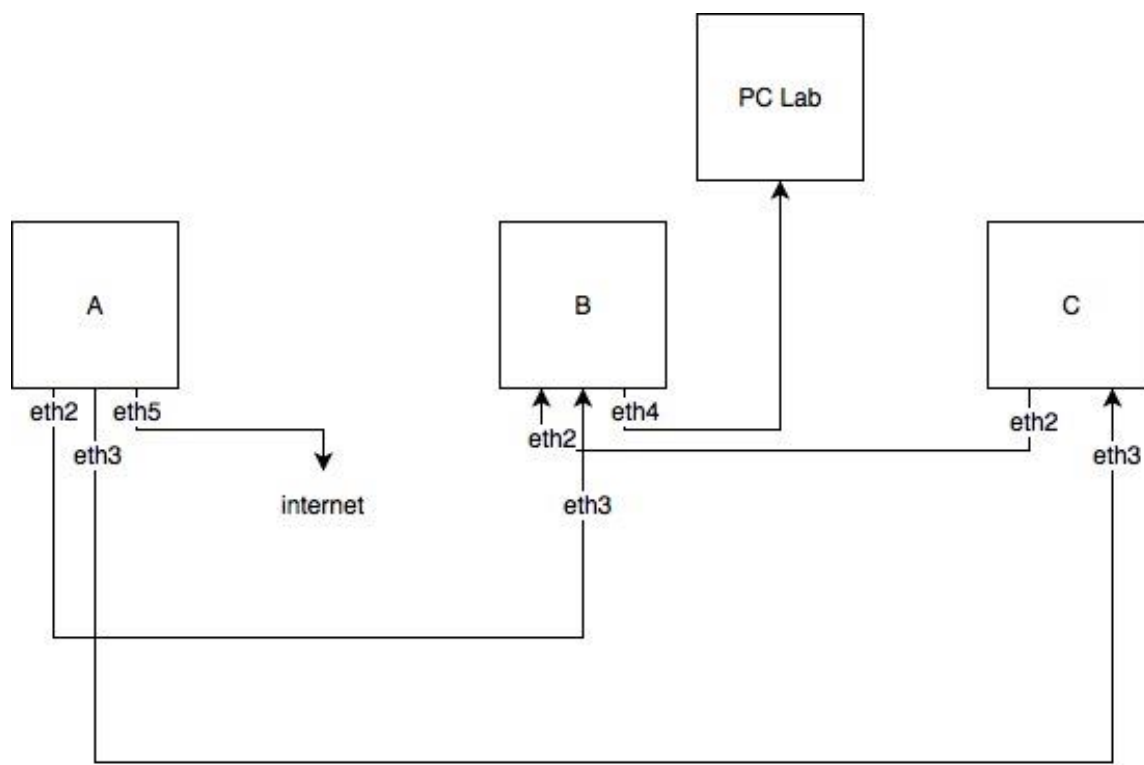 PC Lab
A
B
C
eth2
eth5
eth3
eth2
eth4
eth3
eth2
eth3
internet